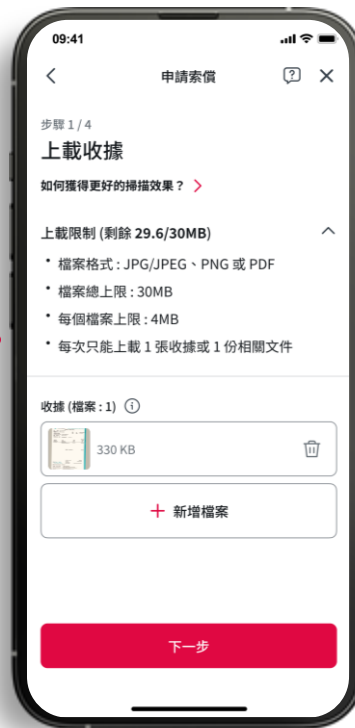 09:41
申請索償
步驟 1 / 4
上載收據
如何獲得更好的掃描效果？
上載限制 (剩餘 29.6/30MB)
• 檔案格式 : JPG/JPEG、PNG 或 PDF
• 檔案總上限 : 30MB
• 每個檔案上限 : 4MB
• 每次只能上載 1 張收據或 1 份相關文件
收據 (檔案 : 1)
330 KB
+ 新增檔案
下一步